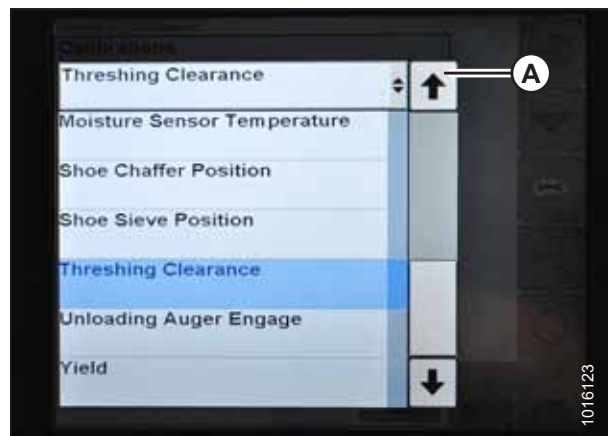 Calibrations
Threshing Clearance
A
Moisture Sensor Temperature
Shoe Chaffer Position
Shoe Sieve Position
Threshing Clearance
Unloading Auger Engage
Yield
1016123